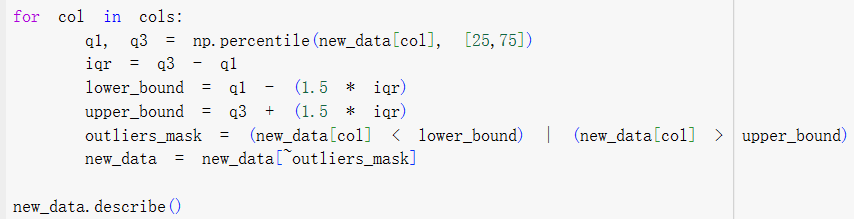 for col in cols:
    q1, q3 = np.percentile(new_data[col], [25,75])
    iqr = q3 - q1
    lower_bound = q1 - (1.5 * iqr)
    upper_bound = q3 + (1.5 * iqr)
    outliers_mask = (new_data[col] < lower_bound) | (new_data[col] > upper_bound)
    new_data = new_data[~outliers_mask]

new_data.describe()